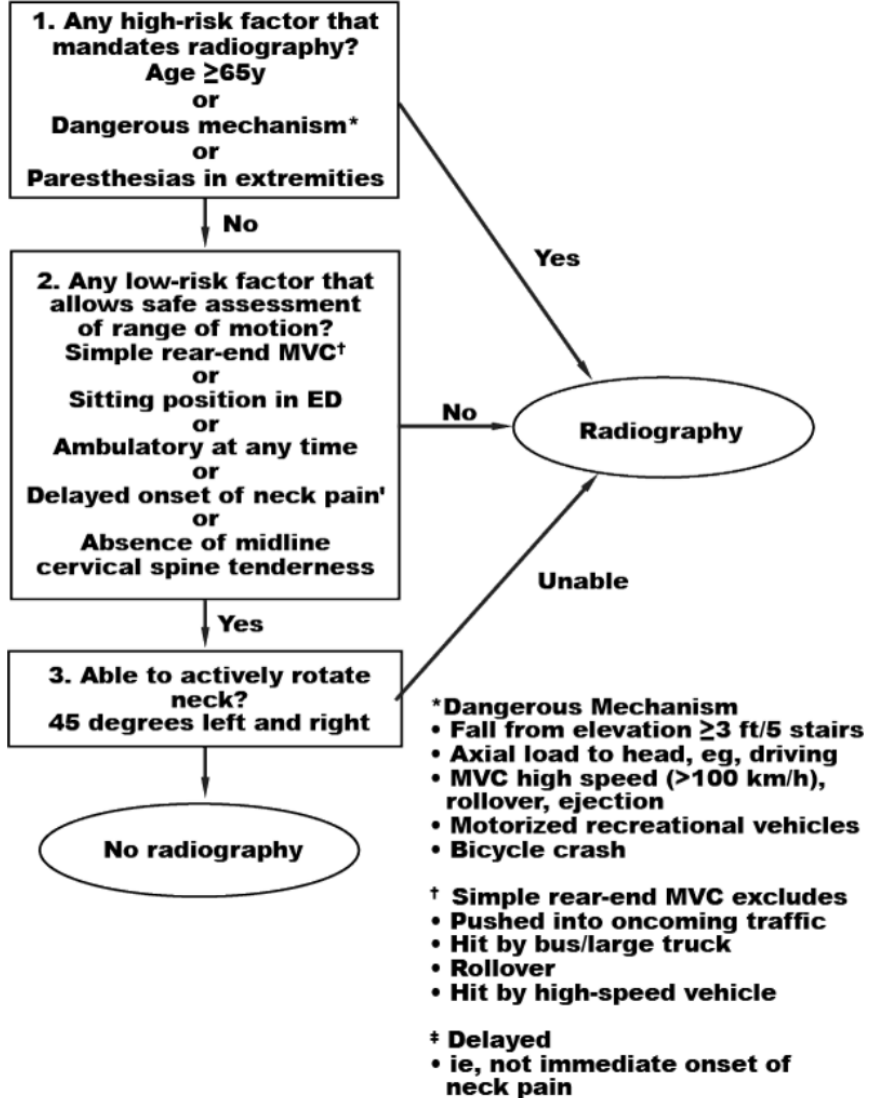 1. Any high-risk factor that
mandates radiography?
Age ≥65y
or
Dangerous mechanism*
or
Paresthesias in extremities
No
Yes
2. Any low-risk factor that
allows safe assessment
of range of motion?
Simple rear-end MVC†
or
Sitting position in ED
or
Ambulatory at any time
or
Delayed onset of neck pain'
or
Absence of midline
cervical spine tenderness
No
Radiography
Yes
Unable
3. Able to actively rotate
neck?
45 degrees left and right
No radiography
*Dangerous Mechanism
• Fall from elevation ≥3 ft/5 stairs
• Axial load to head, eg, driving
• MVC high speed (>100 km/h),
rollover, ejection
• Motorized recreational vehicles
• Bicycle crash
† Simple rear-end MVC excludes
• Pushed into oncoming traffic
• Hit by bus/large truck
• Rollover
• Hit by high-speed vehicle
‡ Delayed
• ie, not immediate onset of
neck pain